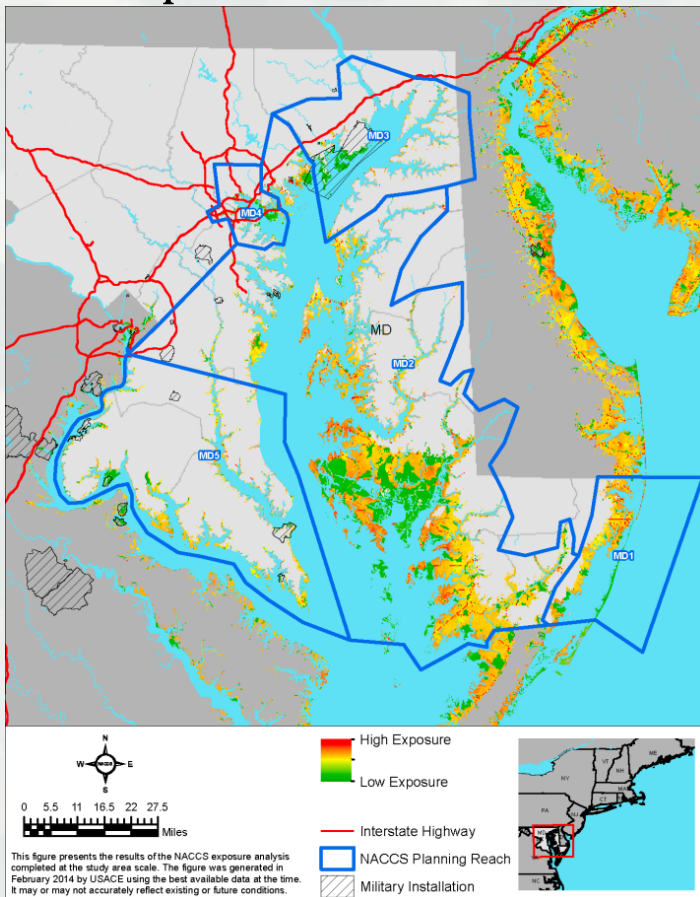 MD3
MD4
MD
MD2
MD5
MD1
N
W NACCS E
S
0 5.5 11 16.5 22 27.5
Miles
This figure presents the results of the NACCS exposure analysis
completed at the study area scale. The figure was generated in
February 2014 by USACE using the best available data at the time.
It may or may not accurately reflect existing or future conditions.
High Exposure
Low Exposure
Interstate Highway
NACCS Planning Reach
Military Installation
ME
VT
NH
NY
MA
CT
PA
NJ
MD
NC